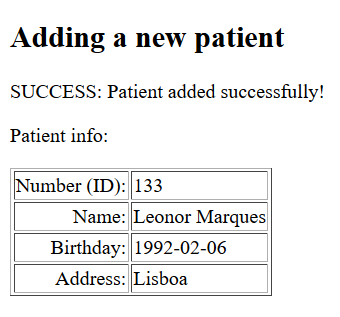 Adding a new patient
SUCCESS: Patient added successfully!
Patient info:
Number (ID): 133
Name: Leonor Marques
Birthday: 1992-02-06
Address: Lisboa